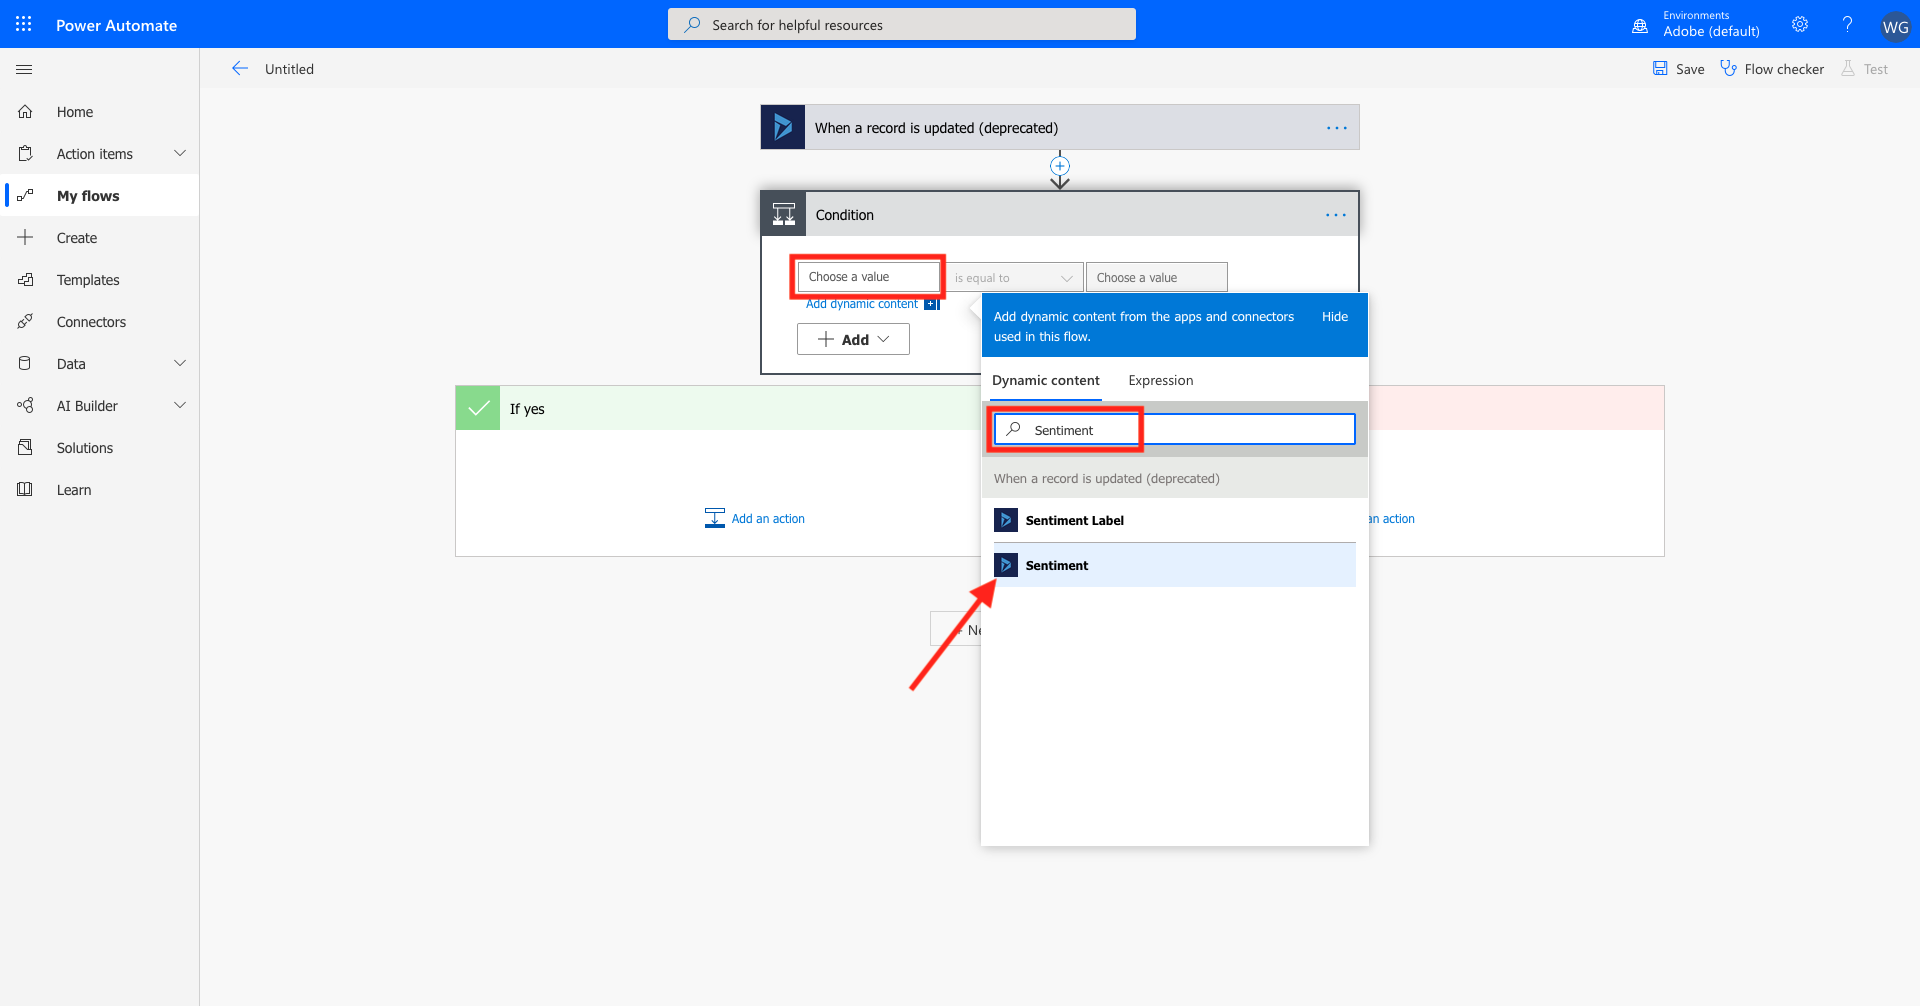 Power Automate
Search for helpful resources
Environments
Adobe (default)
?
WG
Untitled
Save
Flow checker
Test
Home
Action items
My flows
Create
Templates
Connectors
Data
AI Builder
Solutions
Learn
When a record is updated (deprecated)
Condition
Choose a value
is equal to
Choose a value
Add dynamic content
Add
Add dynamic content from the apps and connectors
used in this flow.
Hide
Dynamic content
Expression
Sentiment
When a record is updated (deprecated)
Sentiment Label
Sentiment
If yes
Add an action
an action
+ Ne